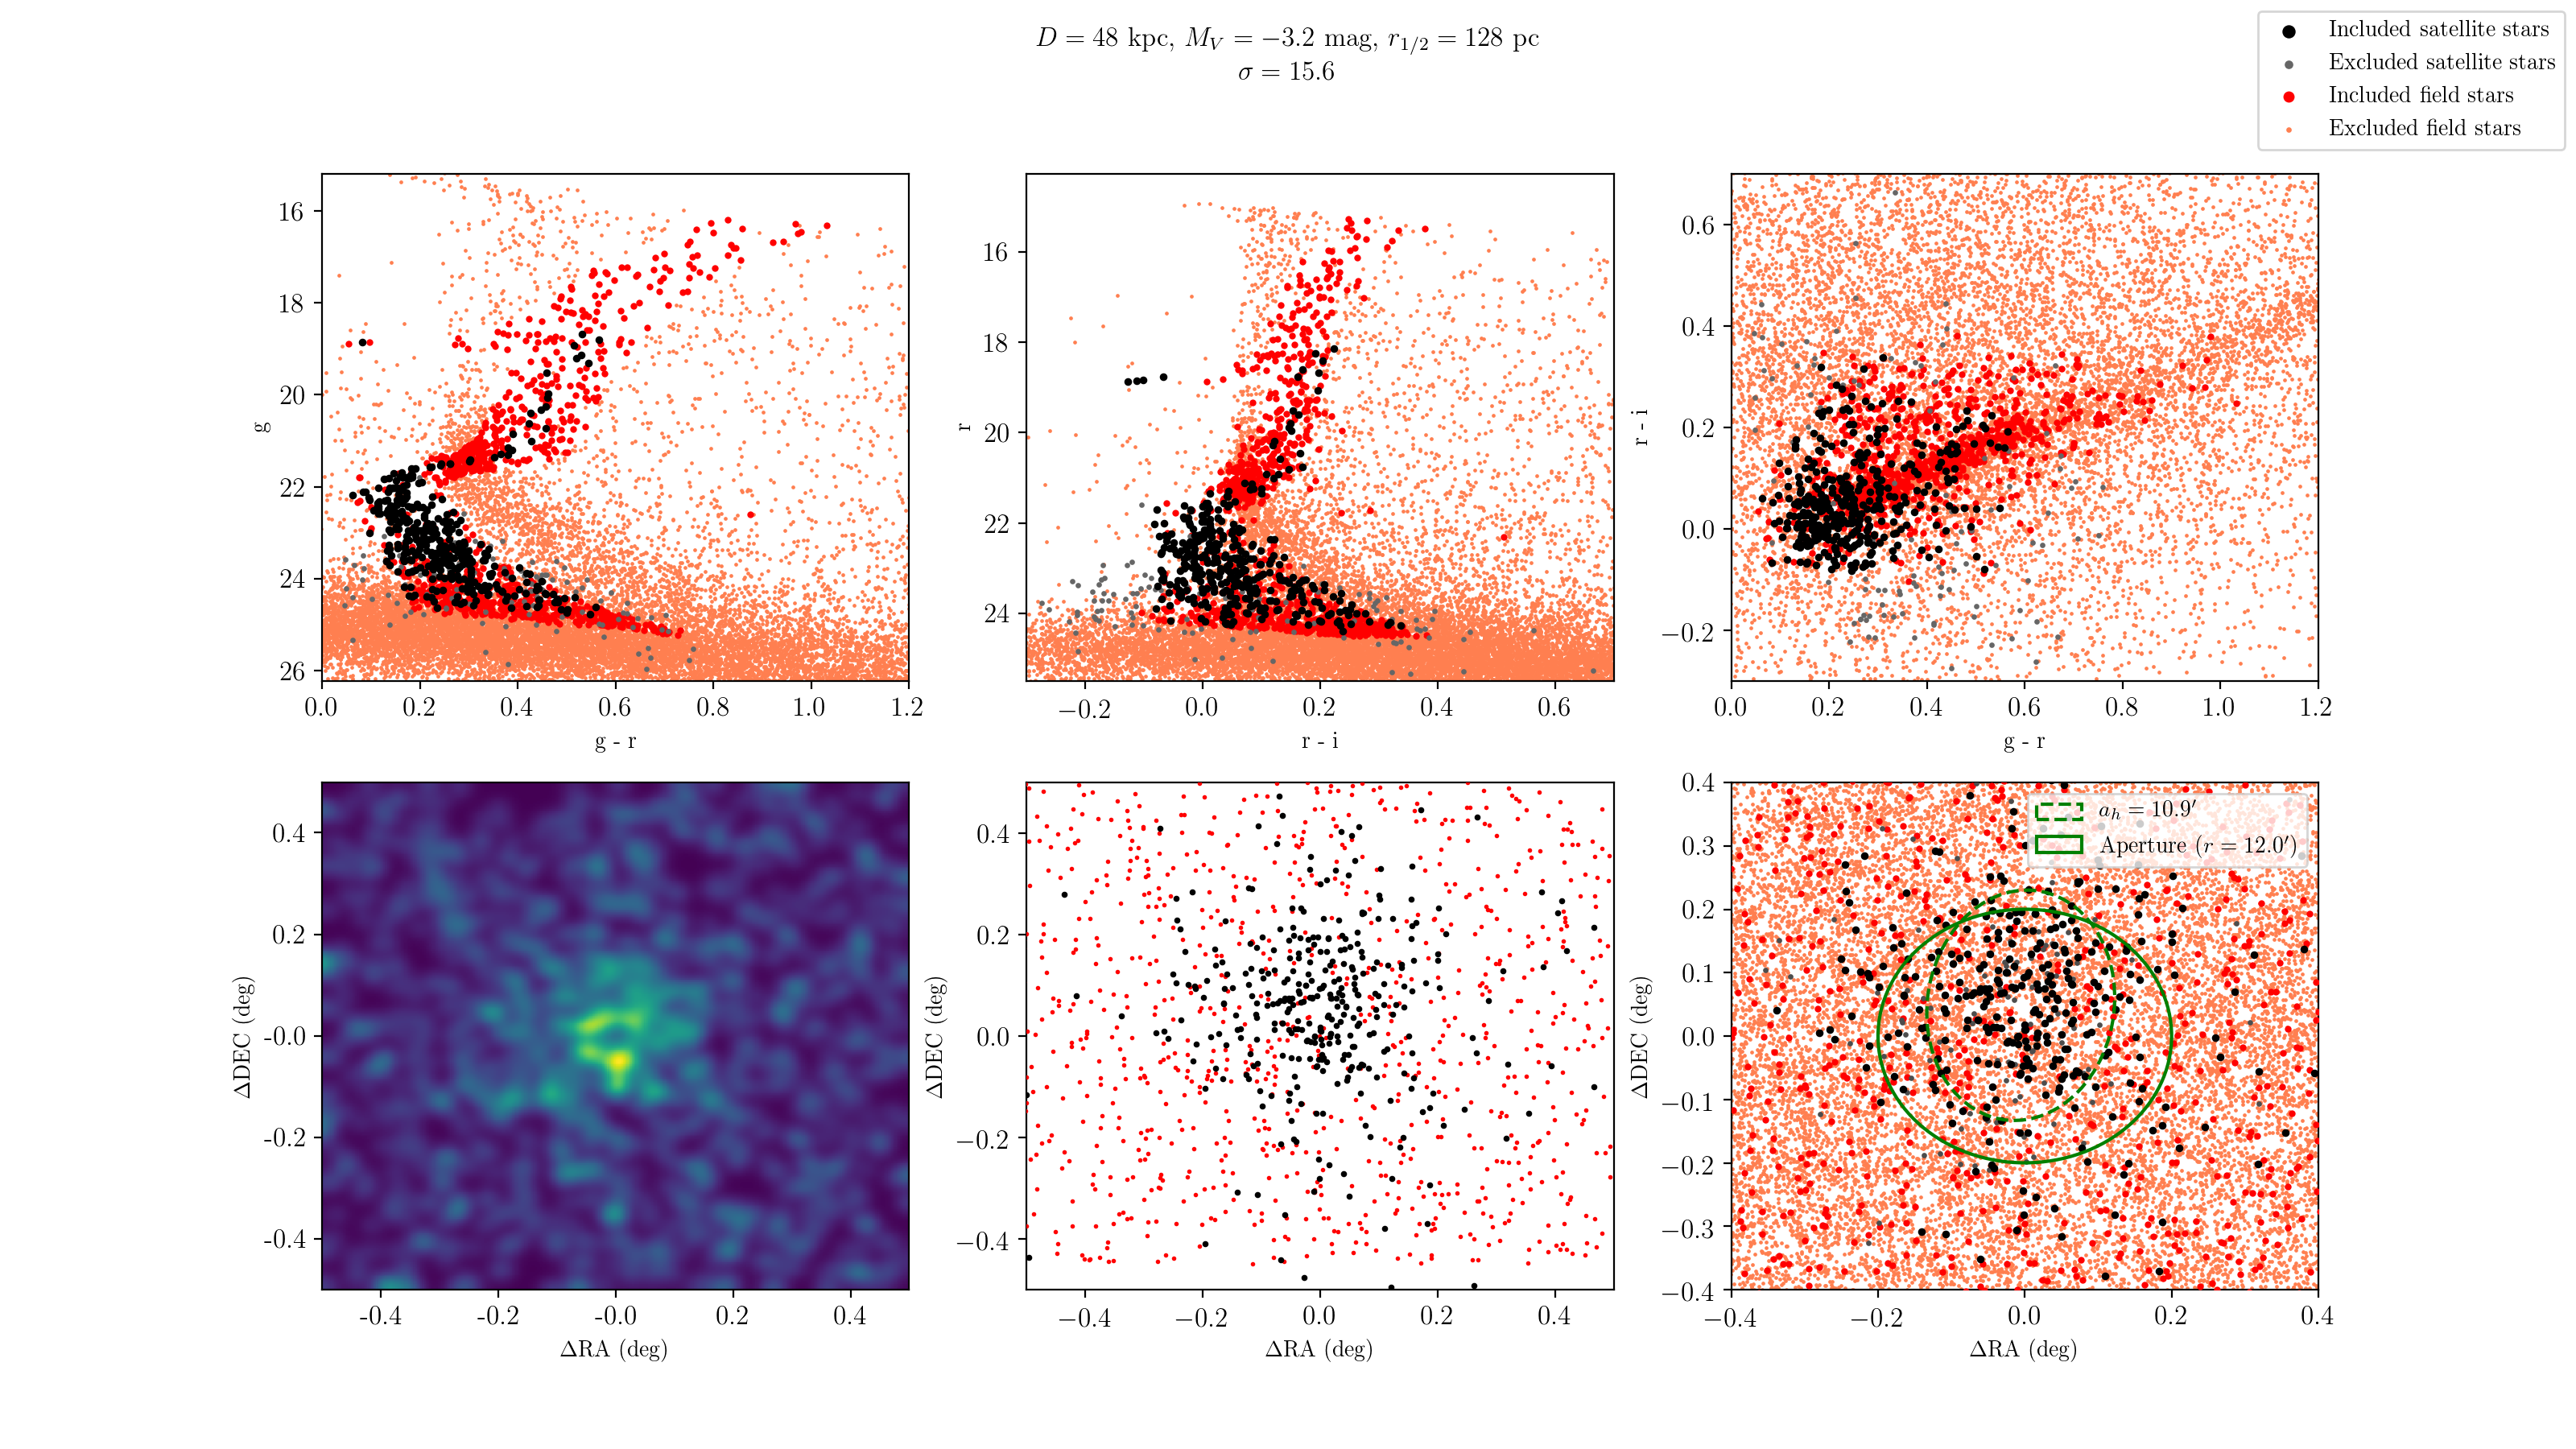 D = 48 kpc, M_V = −3.2 mag, r_{1/2} = 128 pc
σ = 15.6
Included satellite stars
Excluded satellite stars
Included field stars
Excluded field stars
16
18
20
22
24
26
g
0.0 0.2 0.4 0.6 0.8 1.0 1.2
g - r
16
18
20
22
24
r
−0.2 0.0 0.2 0.4 0.6
r - i
0.6
0.4
0.2
0.0
−0.2
r - i
0.0 0.2 0.4 0.6 0.8 1.0 1.2
g - r
0.4
0.2
-0.0
-0.2
-0.4
ΔDEC (deg)
-0.4 -0.2 -0.0 0.2 0.4
ΔRA (deg)
0.4
0.2
0.0
−0.2
−0.4
ΔDEC (deg)
−0.4 −0.2 0.0 0.2 0.4
ΔRA (deg)
a_h = 10.9′
Aperture (r = 12.0′)
0.4
0.3
0.2
0.1
0.0
−0.1
−0.2
−0.3
−0.4
ΔDEC (deg)
−0.4 −0.2 0.0 0.2 0.4
ΔRA (deg)